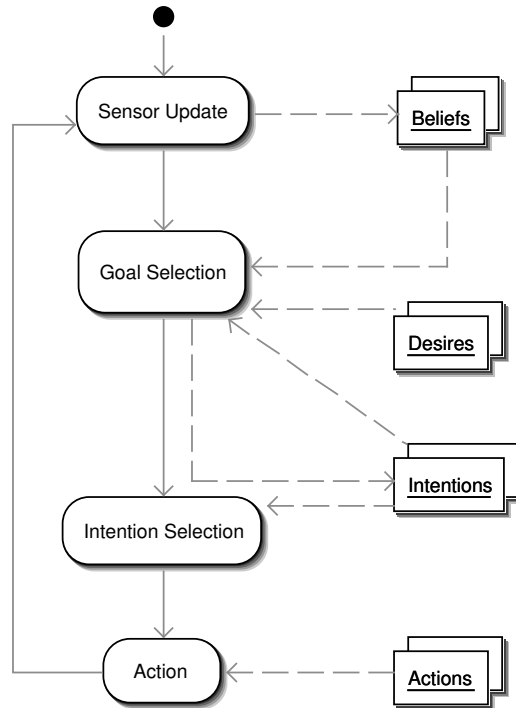 Sensor Update
Beliefs
Goal Selection
Desires
Intentions
Intention Selection
Action
Actions